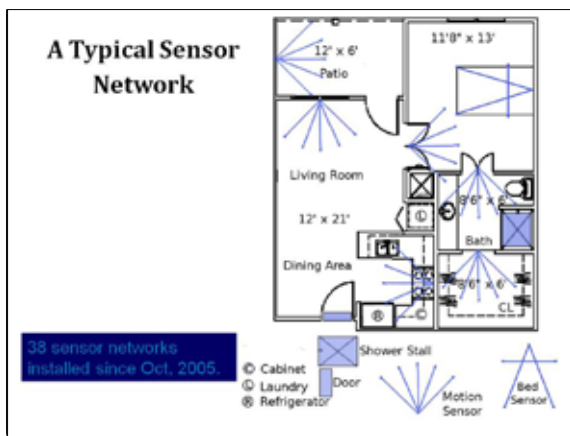 A Typical Sensor
Network
12' x 6'
Patio
11'8" x 13'
Living Room
12' x 21'
Dining Area
8'6" x 6'
Bath
8'6" x 6'
CL
Ⓛ
Ⓡ
©
38 sensor networks
installed since Oct, 2005.
© Cabinet
Ⓛ Laundry
Ⓡ Refrigerator
Shower Stall
Door
Motion
Sensor
Bed
Sensor